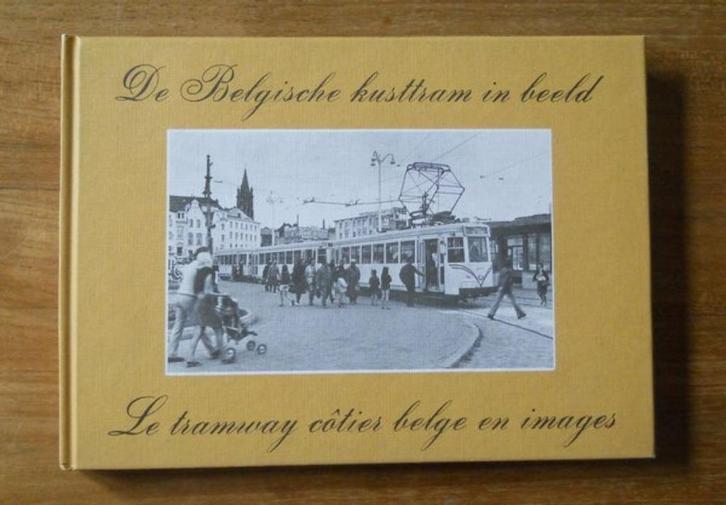 De Belgische kusttram in beeld
Le tramway côtier belge en images